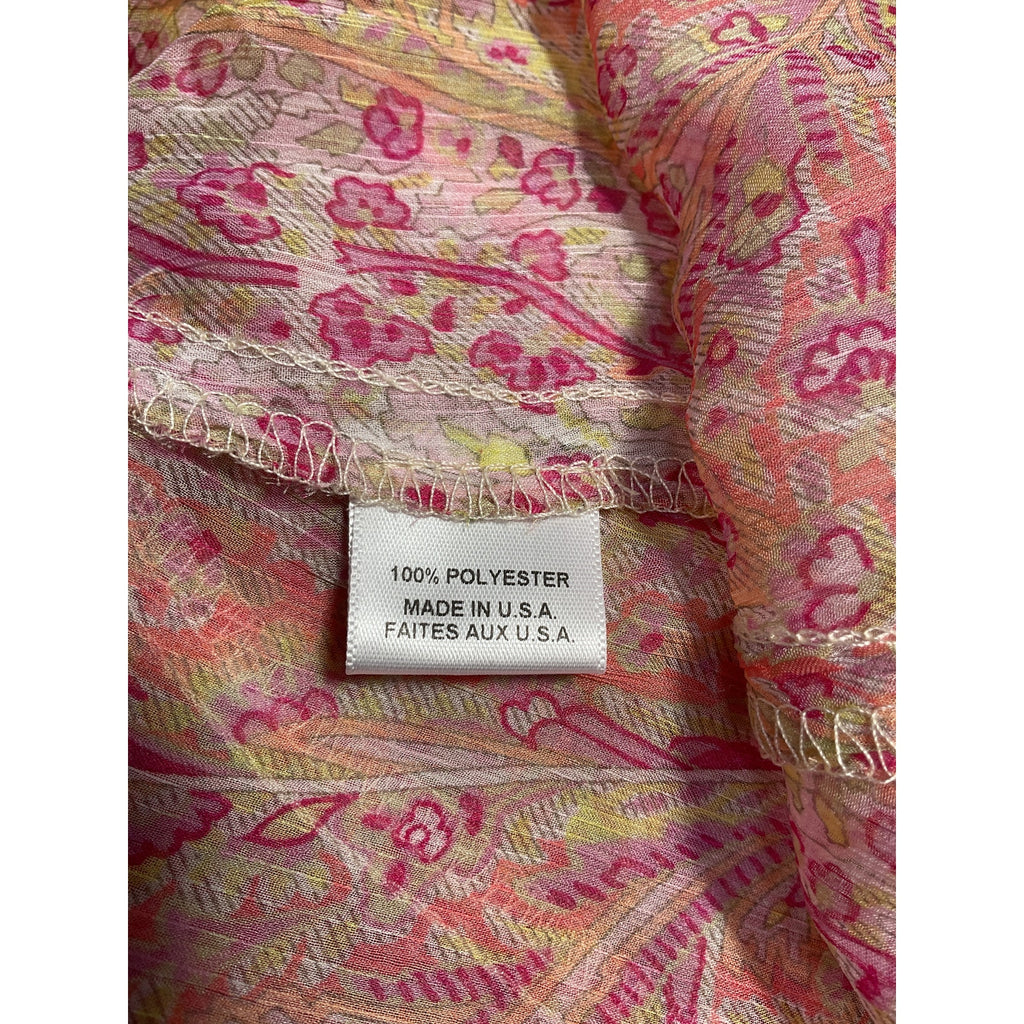 100% POLYESTER
MADE IN U.S.A.
FAITES AUX U.S.A.